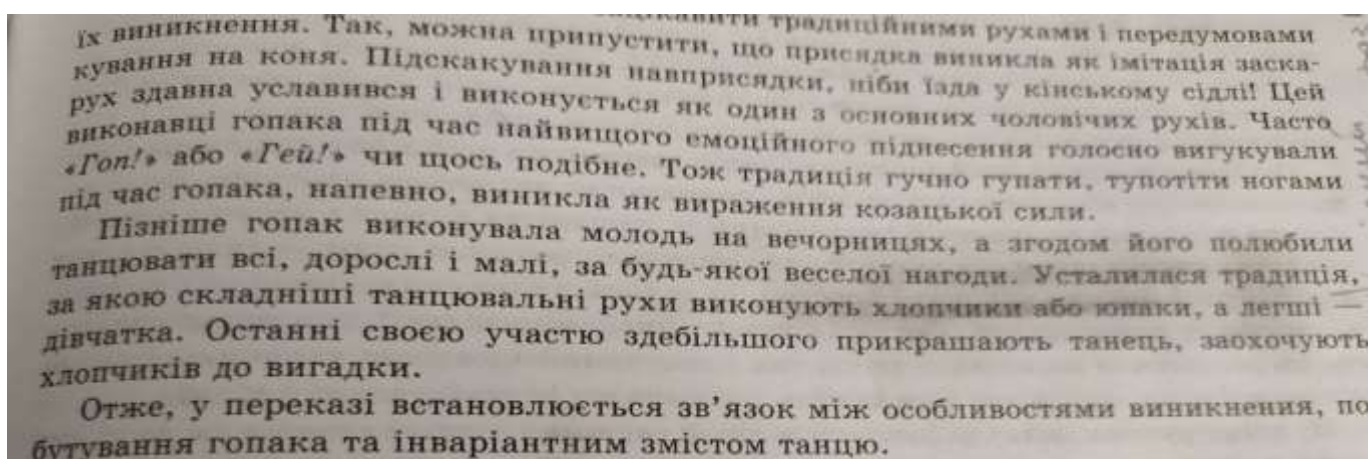 традиційними рухами і передумовами
їх виникнення. Так, можна припустити, що присядка виникла як імітація заска-
кування на коня. Підскакування навприсядки, ніби їзда у кінському сідлі! Цей
рух здавна уславився і виконується як один з основних чоловічих рухів. Часто
виконавці гопака під час найвищого емоційного піднесення голосно вигукували
«Гоп!» або «Гей!» чи щось подібне. Тож традиція гучно гупати, тупотіти ногами
під час гопака, напевно, виникла як вираження козацької сили.
Пізніше гопак виконувала молодь на вечорницях, а згодом його полюбили
танцювати всі, дорослі і малі, за будь-якої веселої нагоди. Усталилася традиція,
за якою складніші танцювальні рухи виконують хлопчики або юнаки, а легші —
дівчатка. Останні своєю участю здебільшого прикрашають танець, заохочують
хлопчиків до вигадки.
Отже, у переказі встановлюється зв’язок між особливостями виникнення, по
бутування гопака та інваріантним змістом танцю.